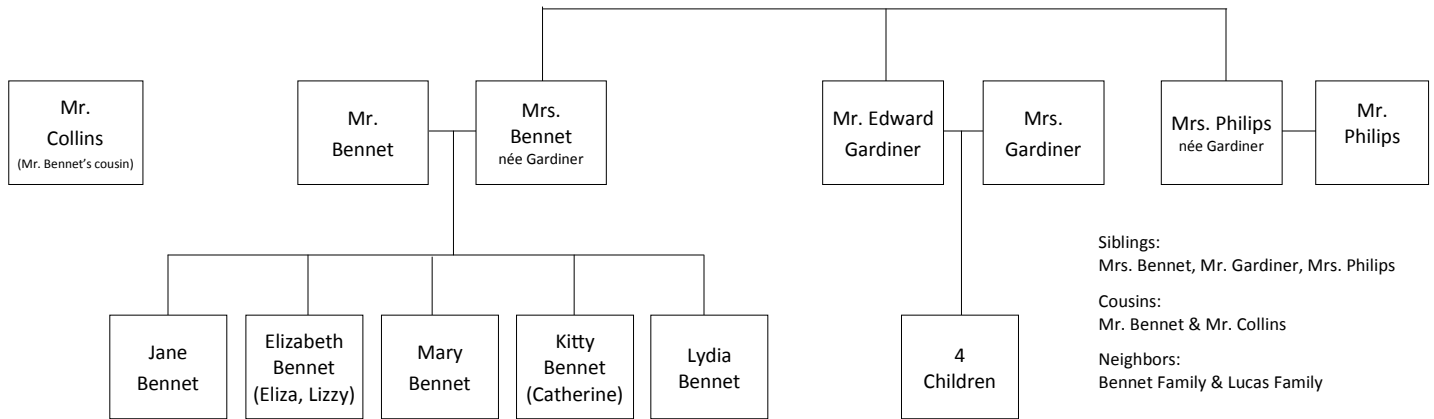 Mr.
Collins
(Mr. Bennet's cousin)
Mr.
Bennet
Mrs.
Bennet
née Gardiner
Mr. Edward
Gardiner
Mrs.
Gardiner
Mrs. Philips
née Gardiner
Mr.
Philips
Jane
Bennet
Elizabeth
Bennet
(Eliza, Lizzy)
Mary
Bennet
Kitty
Bennet
(Catherine)
Lydia
Bennet
4
Children
Siblings:
Mrs. Bennet, Mr. Gardiner, Mrs. Philips
Cousins:
Mr. Bennet & Mr. Collins
Neighbors:
Bennet Family & Lucas Family